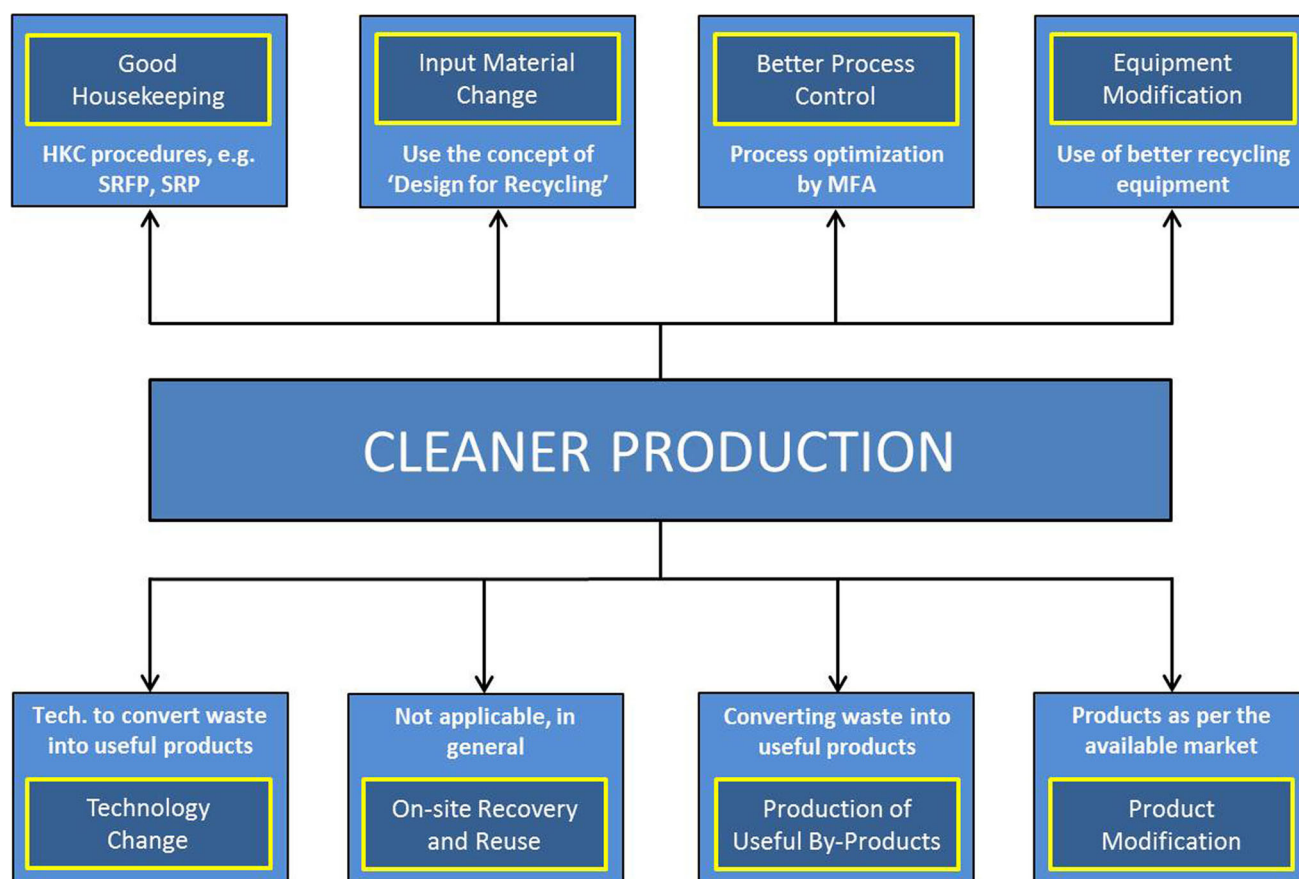 Good
Housekeeping
HKC procedures, e.g.
SRFP, SRP
Input Material
Change
Use the concept of
‘Design for Recycling’
Better Process
Control
Process optimization
by MFA
Equipment
Modification
Use of better recycling
equipment
CLEANER PRODUCTION
Tech. to convert waste
into useful products
Technology
Change
Not applicable, in
general
On-site Recovery
and Reuse
Converting waste into
useful products
Production of
Useful By-Products
Products as per the
available market
Product
Modification